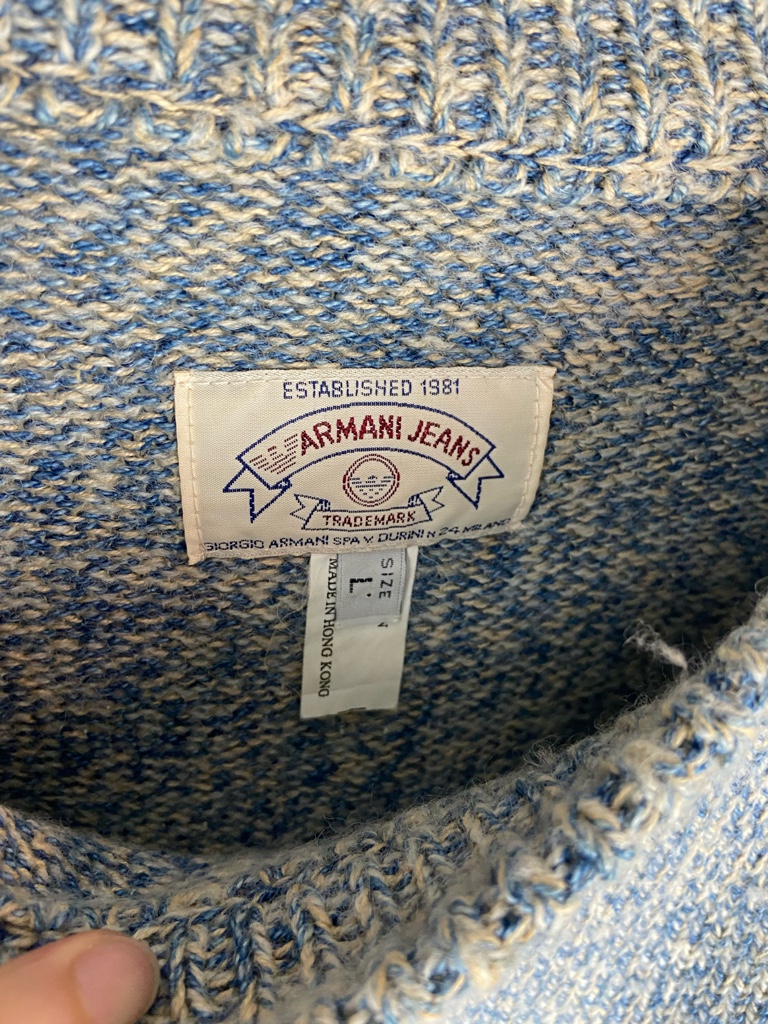 ESTABLISHED 1981
ARMANI JEANS
TRADEMARK
GIORGIO ARMANI SPA V. DURINI N 24 MILANO
SIZE
L
MADE IN HONG KONG